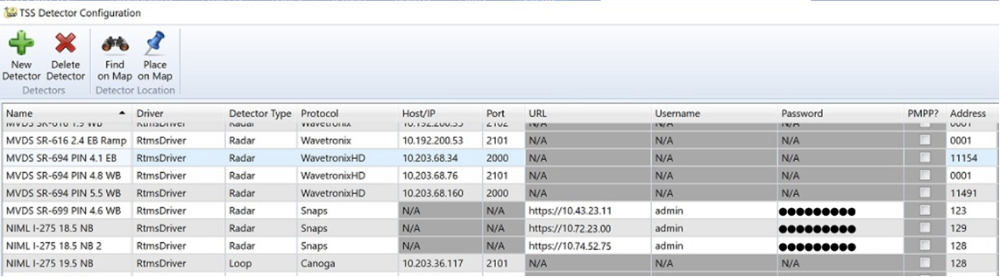 TSS Detector Configuration
New Detector Delete Detector Find on Map Place on Map
Detectors Detector Location
Name Driver Detector Type Protocol Host/IP Port URL Username Password PMPP? Address
MVDS SR-616 1.9 WB RtmsDriver Radar Wavetronix 10.192.200.55 2102 N/A N/A N/A 0001
MVDS SR-616 2.4 EB Ramp RtmsDriver Radar Wavetronix 10.192.200.53 2101 N/A N/A N/A 0001
MVDS SR-694 PIN 4.1 EB RtmsDriver Radar WavetronixHD 10.203.68.34 2000 N/A N/A N/A 11154
MVDS SR-694 PIN 4.8 WB RtmsDriver Radar WavetronixHD 10.203.68.76 2101 N/A N/A N/A 0001
MVDS SR-694 PIN 5.5 WB RtmsDriver Radar WavetronixHD 10.203.68.160 2000 N/A N/A N/A 11491
MVDS SR-699 PIN 4.6 WB RtmsDriver Radar Snaps N/A N/A https://10.43.23.11 admin ●●●●●●●●● 123
NIML I-275 18.5 NB RtmsDriver Radar Snaps N/A N/A https://10.72.23.00 admin ●●●●●●●●● 129
NIML I-275 18.5 NB 2 RtmsDriver Radar Snaps N/A N/A https://10.74.52.75 admin ●●●●●●●●● 128
NIML I-275 19.5 NB RtmsDriver Loop Canoga 10.203.36.117 2101 N/A N/A N/A 128